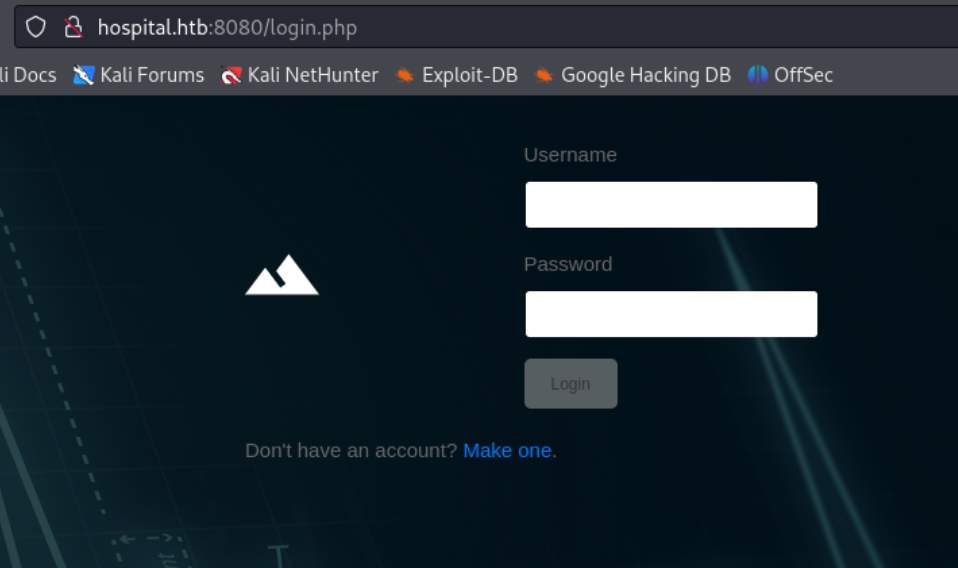 hospital.htb:8080/login.php
li Docs Kali Forums Kali NetHunter Exploit-DB Google Hacking DB OffSec
Username
Password
Login
Don't have an account? Make one.